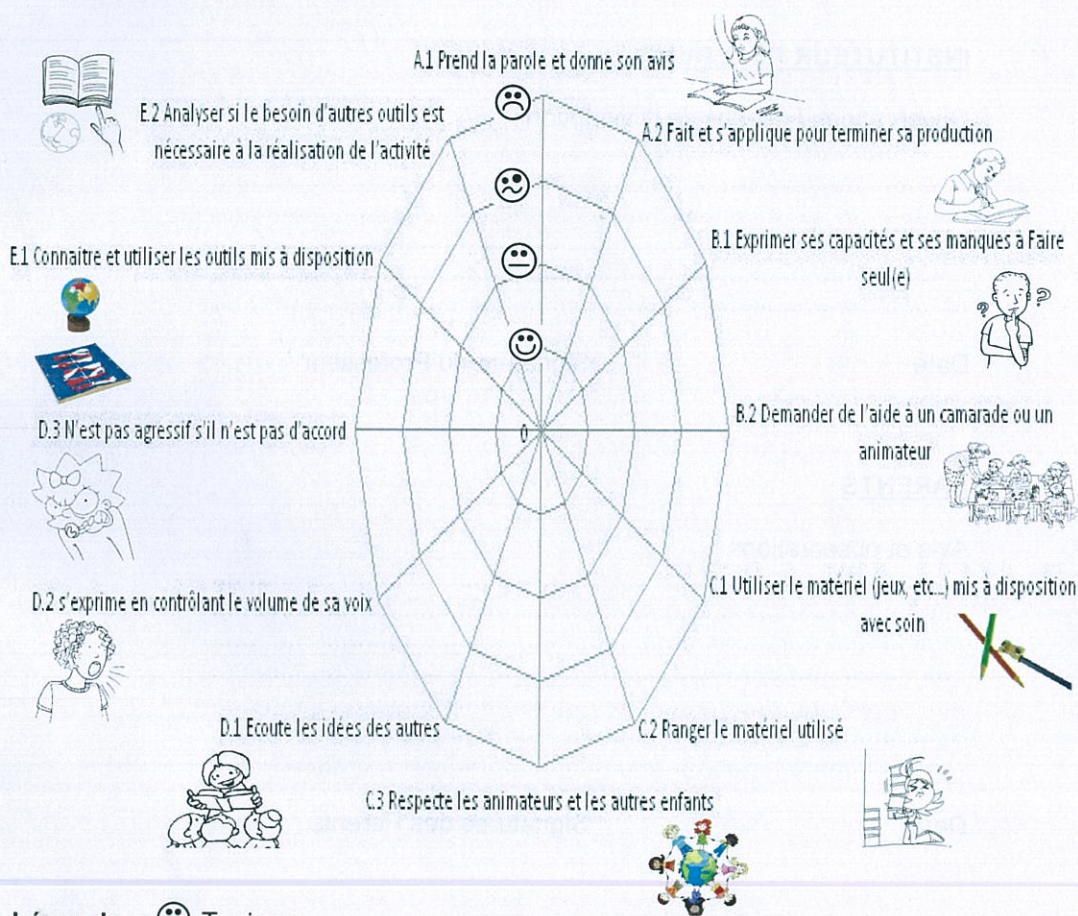 A.1 Prend la parole et donne son avis
A.2 Fait et s'applique pour terminer sa production
B.1 Exprimer ses capacités et ses manques à Faire
seul(e)
B.2 Demander de l'aide à un camarade ou un
animateur
C.1 Utiliser le matériel (jeux, etc...) mis à disposition
avec soin
C.2 Ranger le matériel utilisé
C.3 Respecte les animateurs et les autres enfants
D.1 Ecoute les idées des autres
D.2 s'exprime en contrôlant le volume de sa voix
D.3 N'est pas agressif s'il n'est pas d'accord
E.1 Connaitre et utiliser les outils mis à disposition
E.2 Analyser si le besoin d'autres outils est
nécessaire à la réalisation de l'activité
0